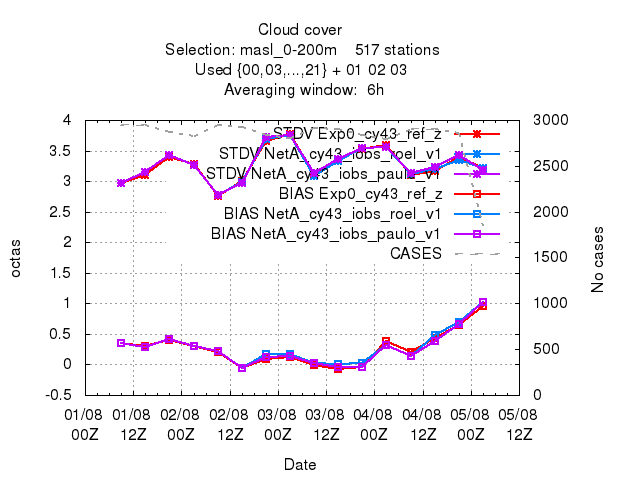 Cloud cover
Selection: masl_0-200m    517 stations
Used {00,03,...,21} + 01 02 03
Averaging window:  6h
4
3.5
3
2.5
2
1.5
1
0.5
0
-0.5
octas
3000
2500
2000
1500
1000
500
0
No cases
STDV Exp0_cy43_ref_z
STDV NetA_cy43_iobs_roel_v1
STDV NetA_cy43_iobs_paulo_v1
BIAS Exp0_cy43_ref_z
BIAS NetA_cy43_iobs_roel_v1
BIAS NetA_cy43_iobs_paulo_v1
CASES
01/08 01/08 02/08 02/08 03/08 03/08 04/08 04/08 05/08 05/08
00Z 12Z 00Z 12Z 00Z 12Z 00Z 12Z 00Z 12Z
Date